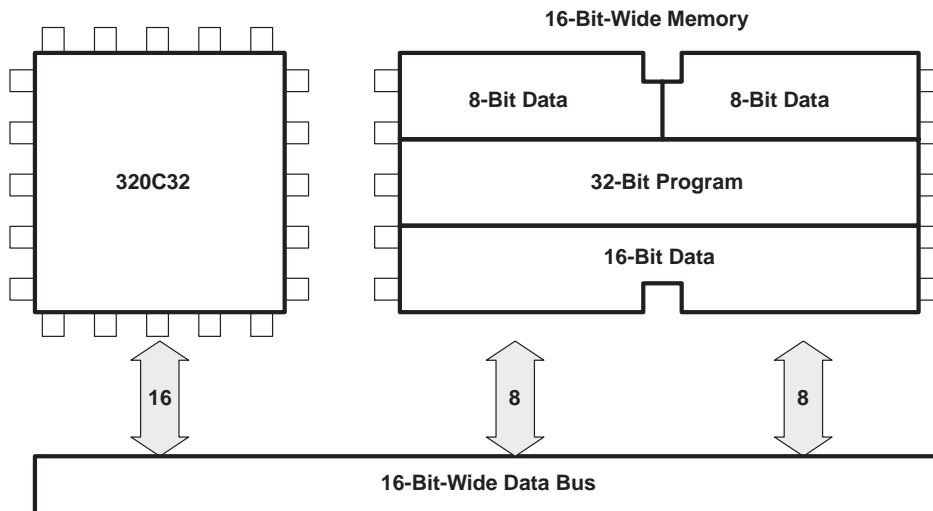 16-Bit-Wide Memory
8-Bit Data
8-Bit Data
320C32
32-Bit Program
16-Bit Data
16
8
8
16-Bit-Wide Data Bus